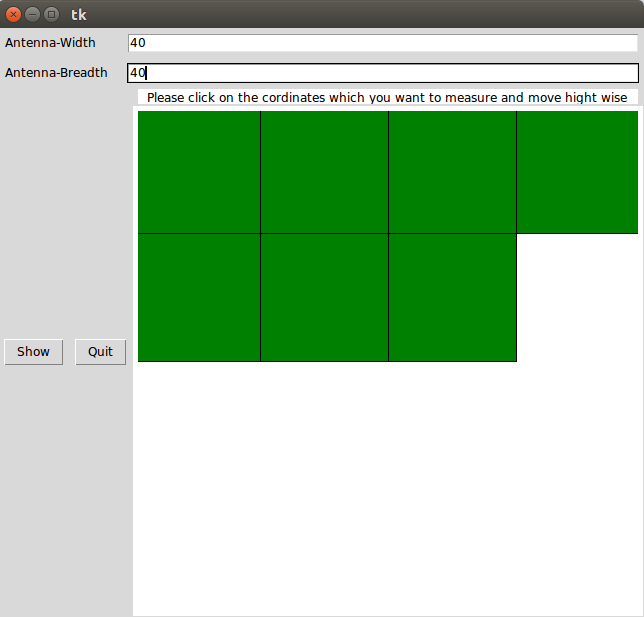 tk
Antenna-Width 40
Antenna-Breadth 40
Please click on the cordinates which you want to measure and move hight wise
Show Quit